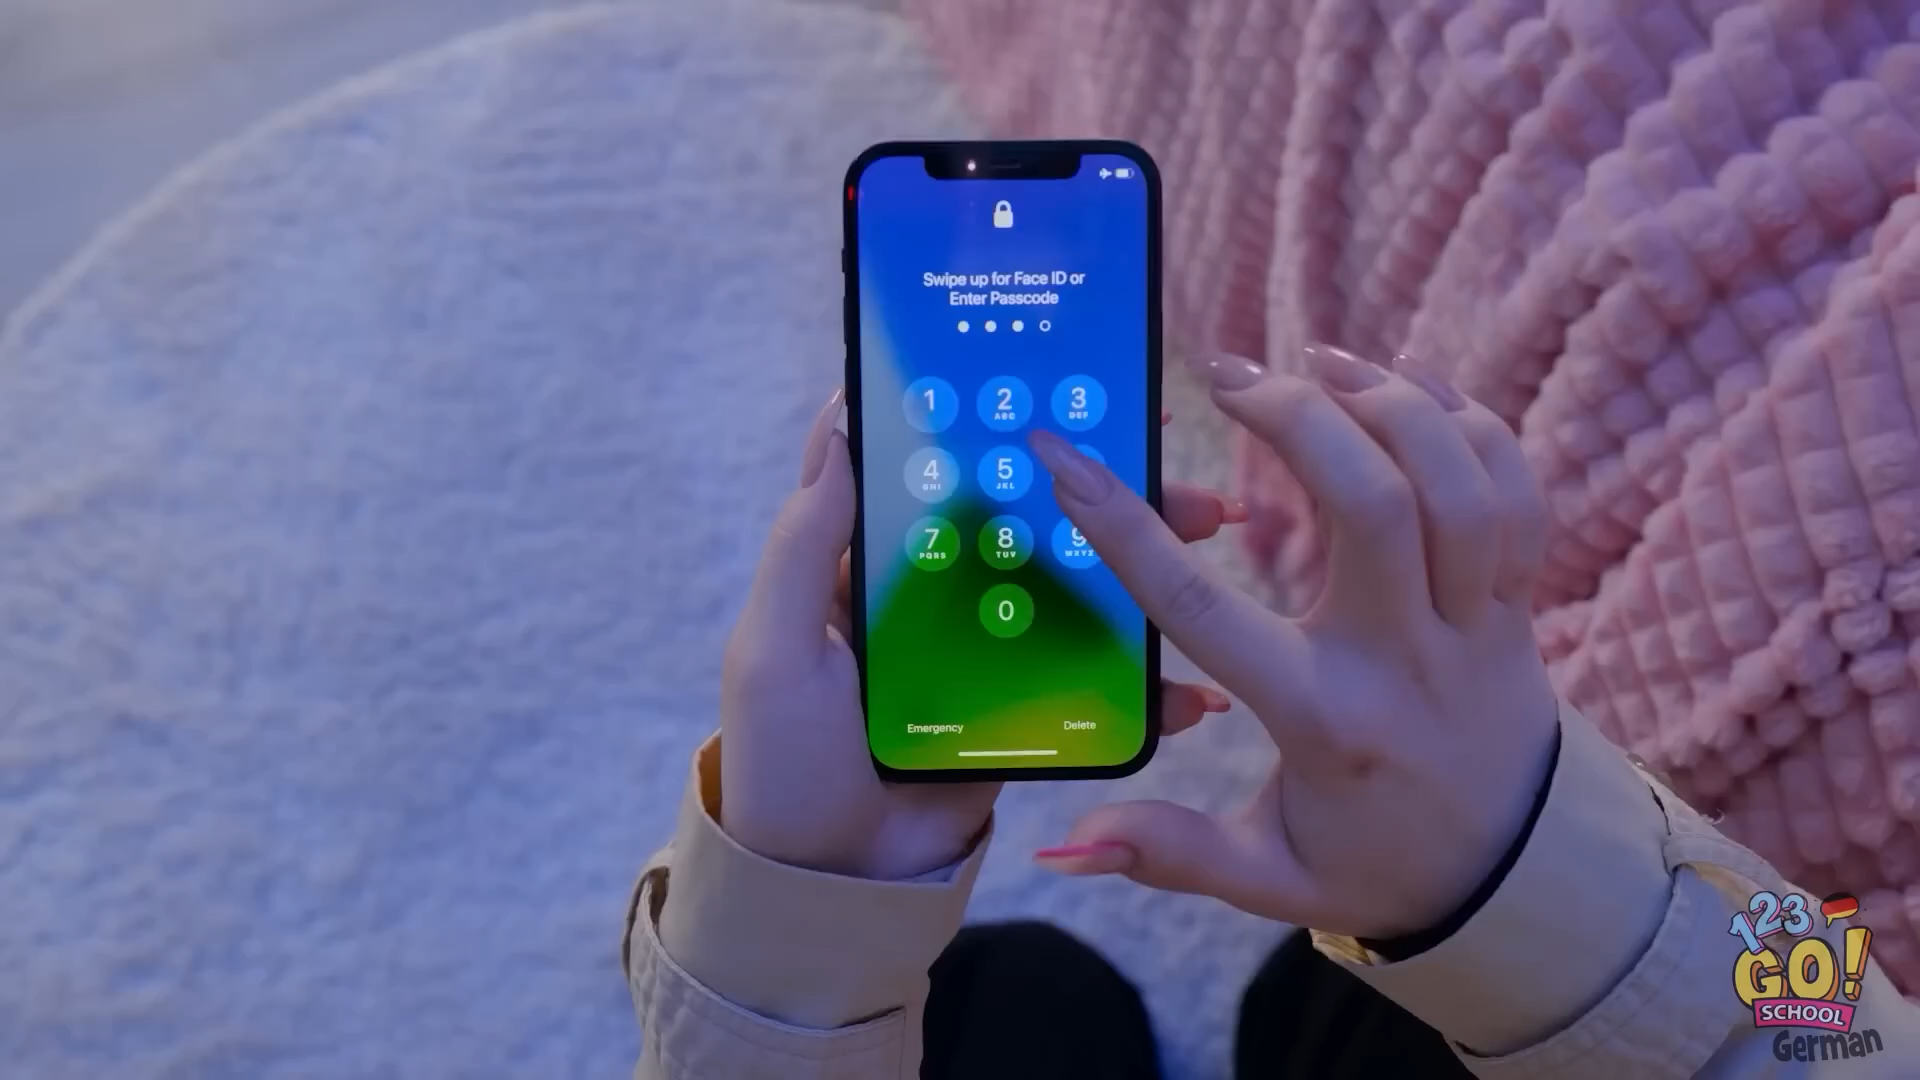 Swipe up for Face ID or
Enter Passcode
1
2
ABC
3
DEF
4
GHI
5
JKL
7
PQRS
8
TUV
9
WXYZ
0
Emergency
Delete
123
GO!
SCHOOL
German